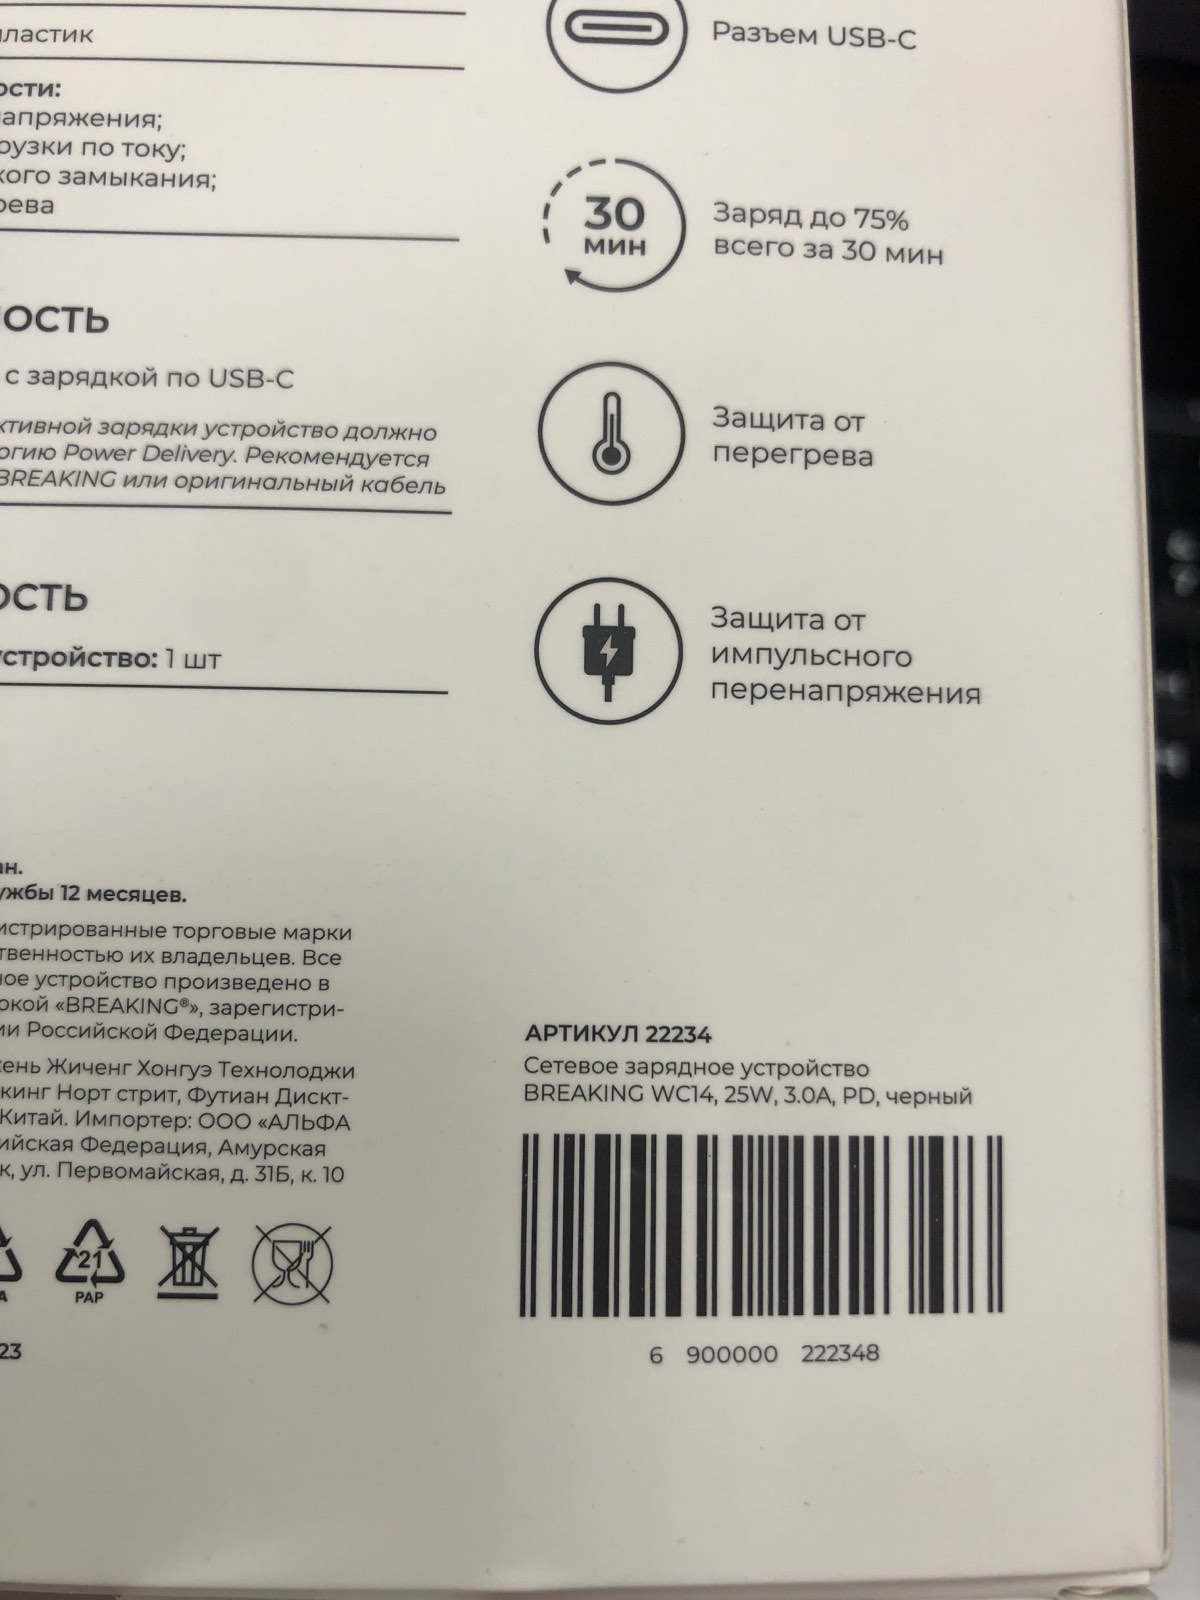 пластик
ости:
напряжения;
рузки по току;
кого замыкания;
рева
ОСТЬ
с зарядкой по USB-C
ктивной зарядки устройство должно
огию Power Delivery. Рекомендуется
BREAKING или оригинальный кабель
ОСТЬ
устройство: 1 шт
ан.
ужбы 12 месяцев.
истрированные торговые марки
твенностью их владельцев. Все
ное устройство произведено в
ркой «BREAKING®», зарегистри-
ии Российской Федерации.
жень Жиченг Хонгуэ Технолоджи
кинг Норт стрит, Футиан Дискт-
Китай. Импортер: ООО «АЛЬФА
ийская Федерация, Амурская
к, ул. Первомайская, д. 31Б, к. 10
A
21
PAP
23
Разъем USB-C
30
МИН
Заряд до 75%
всего за 30 мин
Защита от
перегрева
Защита от
импульсного
перенапряжения
АРТИКУЛ 22234
Сетевое зарядное устройство
BREAKING WC14, 25W, 3.0A, PD, черный
6 900000 222348